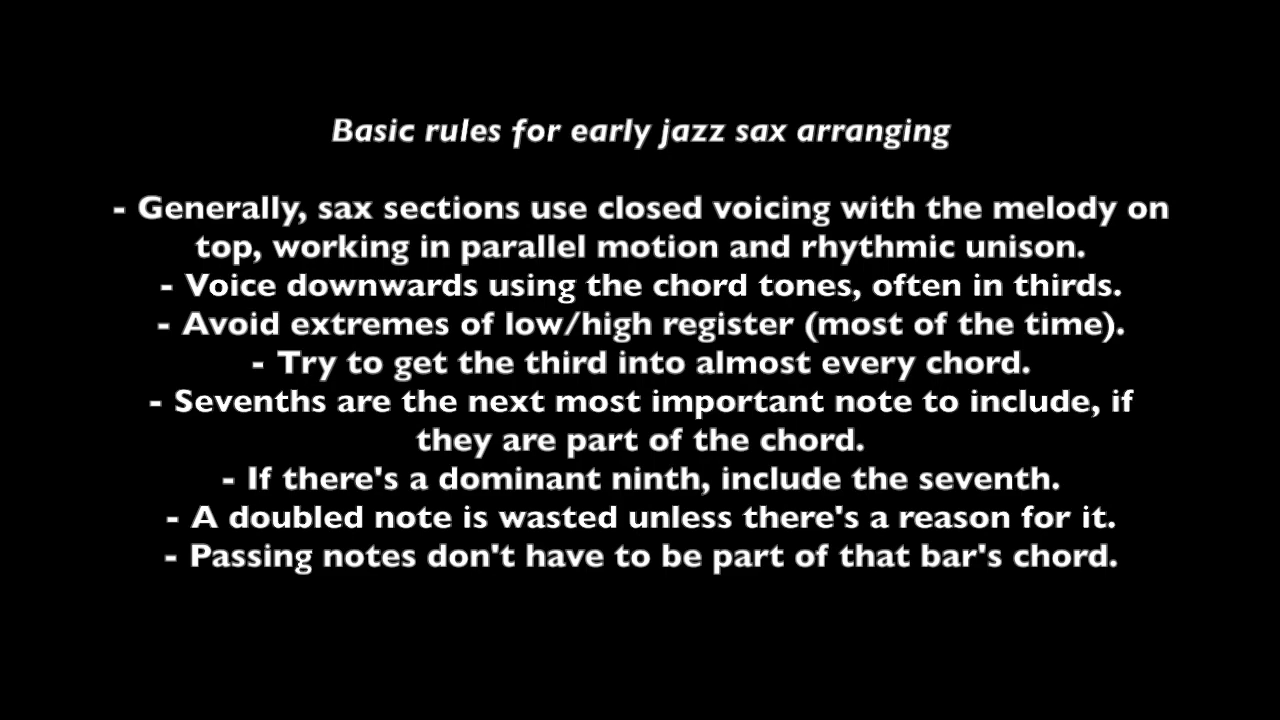 Basic rules for early jazz sax arranging
- Generally, sax sections use closed voicing with the melody on
top, working in parallel motion and rhythmic unison.
- Voice downwards using the chord tones, often in thirds.
- Avoid extremes of low/high register (most of the time).
- Try to get the third into almost every chord.
- Sevenths are the next most important note to include, if
they are part of the chord.
- If there's a dominant ninth, include the seventh.
- A doubled note is wasted unless there's a reason for it.
- Passing notes don't have to be part of that bar's chord.